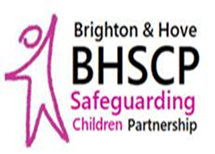 Brighton & Hove
BHSCP
Safeguarding
Children Partnership